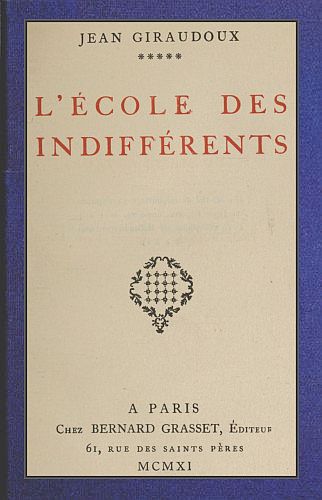 JEAN GIRAUDOUX
*****
L'ÉCOLE DES
INDIFFÉRENTS
A PARIS
CHEZ BERNARD GRASSET, ÉDITEUR
61, RUE DES SAINTS PÈRES
MCMXI